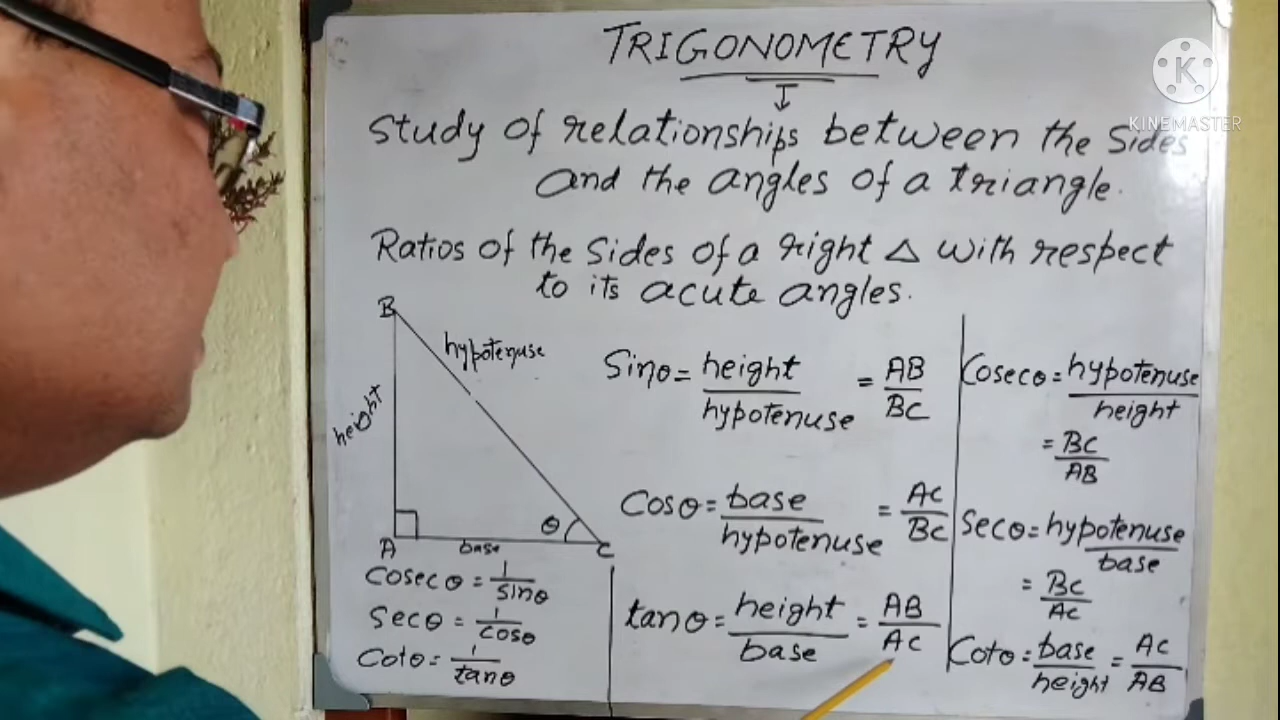 TRIGONOMETRY
Study of relationships between the Sides
and the angles of a triangle.
Ratios of the Sides of a right Δ with respect
to its acute angles.
B
hypotenuse
height
A
base
θ
C
Cosec θ = 1/sinθ
Secθ = 1/cosθ
Cotθ = 1/tanθ
Sinθ = height/hypotenuse = AB/BC
Cosθ = base/hypotenuse = AC/BC
tanθ = height/base = AB/AC
Cosecθ = hypotenuse/height
= BC/AB
Secθ = hypotenuse/base
= BC/AC
Cotθ = base/height = AC/AB
K
KINEMASTER